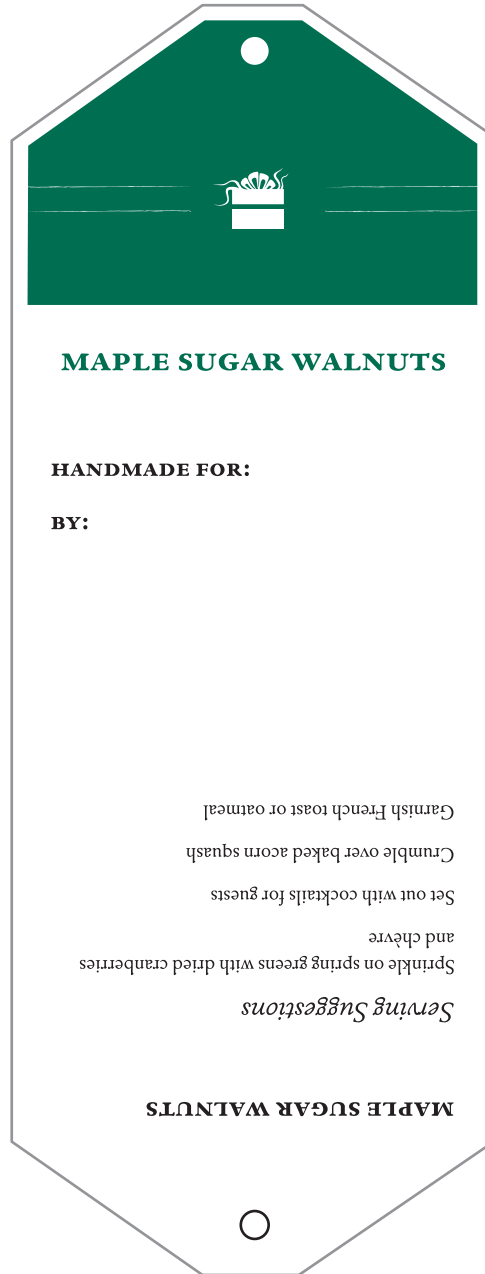 MAPLE SUGAR WALNUTS
HANDMADE FOR:
BY:
MAPLE SUGAR WALNUTS
Serving Suggestions
Sprinkle on spring greens with dried cranberries
and chèvre
Set out with cocktails for guests
Crumble over baked acorn squash
Garnish French toast or oatmeal